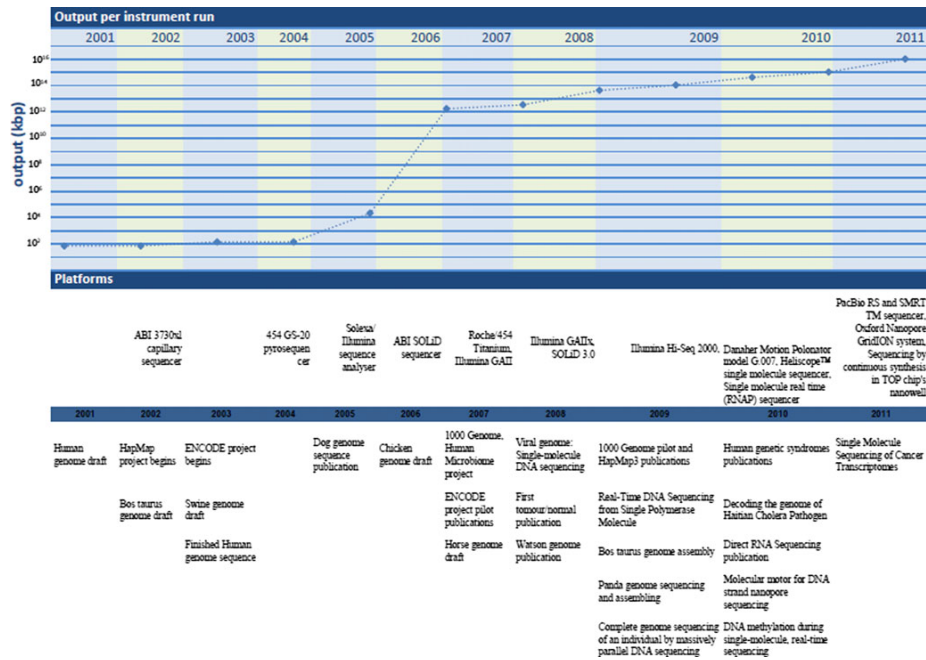 Output per instrument run
2001 2002 2003 2004 2005 2006 2007 2008 2009 2010 2011
output (kbp)
10¹⁶
10¹⁴
10¹²
10¹⁰
10⁸
10⁶
10⁴
10²
Platforms
ABI 3730xl
capillary
sequencer
454 GS-20
pyrosequen
cer
Solexa/
Illumina
sequence
analyser
ABI SOLiD
sequencer
Roche/454
Titanium,
Illumina GAII
Illumina GAIIx,
SOLiD 3.0
Illumina Hi-Seq 2000,
Danaher Motion Polonator
model G.007, Heliscope™
single molecule sequencer,
Single molecule real time
(RNAP) sequencer
PacBio RS and SMRT
TM sequencer,
Oxford Nanopore
GridION system,
Sequencing by
continuous synthesis
in TOP chip's
nanowell
2001 2002 2003 2004 2005 2006 2007 2008 2009 2010 2011
Human
genome draft
HapMap
project begins
Bos taurus
genome draft
ENCODE project
begins
Swine genome
draft
Finished Human
genome sequence
Dog genome
sequence
publication
Chicken
genome draft
1000 Genome,
Human
Microbiome
project
ENCODE
project pilot
publications
Horse genome
draft
Viral genome:
Single-molecule
DNA sequencing
First
tumour/normal
publication
Watson genome
publication
1000 Genome pilot and
HapMap3 publications
Real-Time DNA Sequencing
from Single Polymerase
Molecule
Bos taurus genome assembly
Panda genome sequencing
and assembling
Complete genome sequencing
of an individual by massively
parallel DNA sequencing
Human genetic syndromes
publications
Decoding the genome of
Haitian Cholera Pathogen
Direct RNA Sequencing
publication
Molecular motor for DNA
strand nanopore
sequencing
DNA methylation during
single-molecule, real-time
sequencing
Single Molecule
Sequencing of Cancer
Transcriptomes